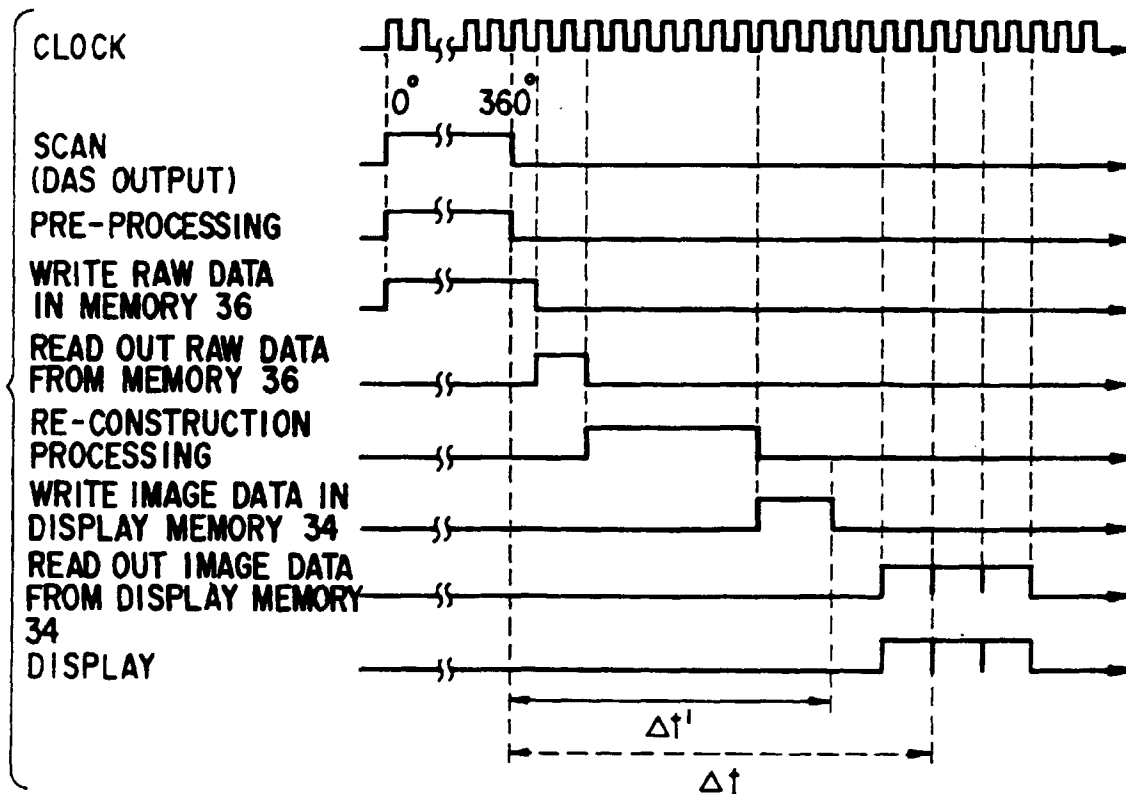 CLOCK
0° 360°
SCAN
(DAS OUTPUT)
PRE-PROCESSING
WRITE RAW DATA
IN MEMORY 36
READ OUT RAW DATA
FROM MEMORY 36
RE-CONSTRUCTION
PROCESSING
WRITE IMAGE DATA IN
DISPLAY MEMORY 34
READ OUT IMAGE DATA
FROM DISPLAY MEMORY
34
DISPLAY
Δt'
Δt